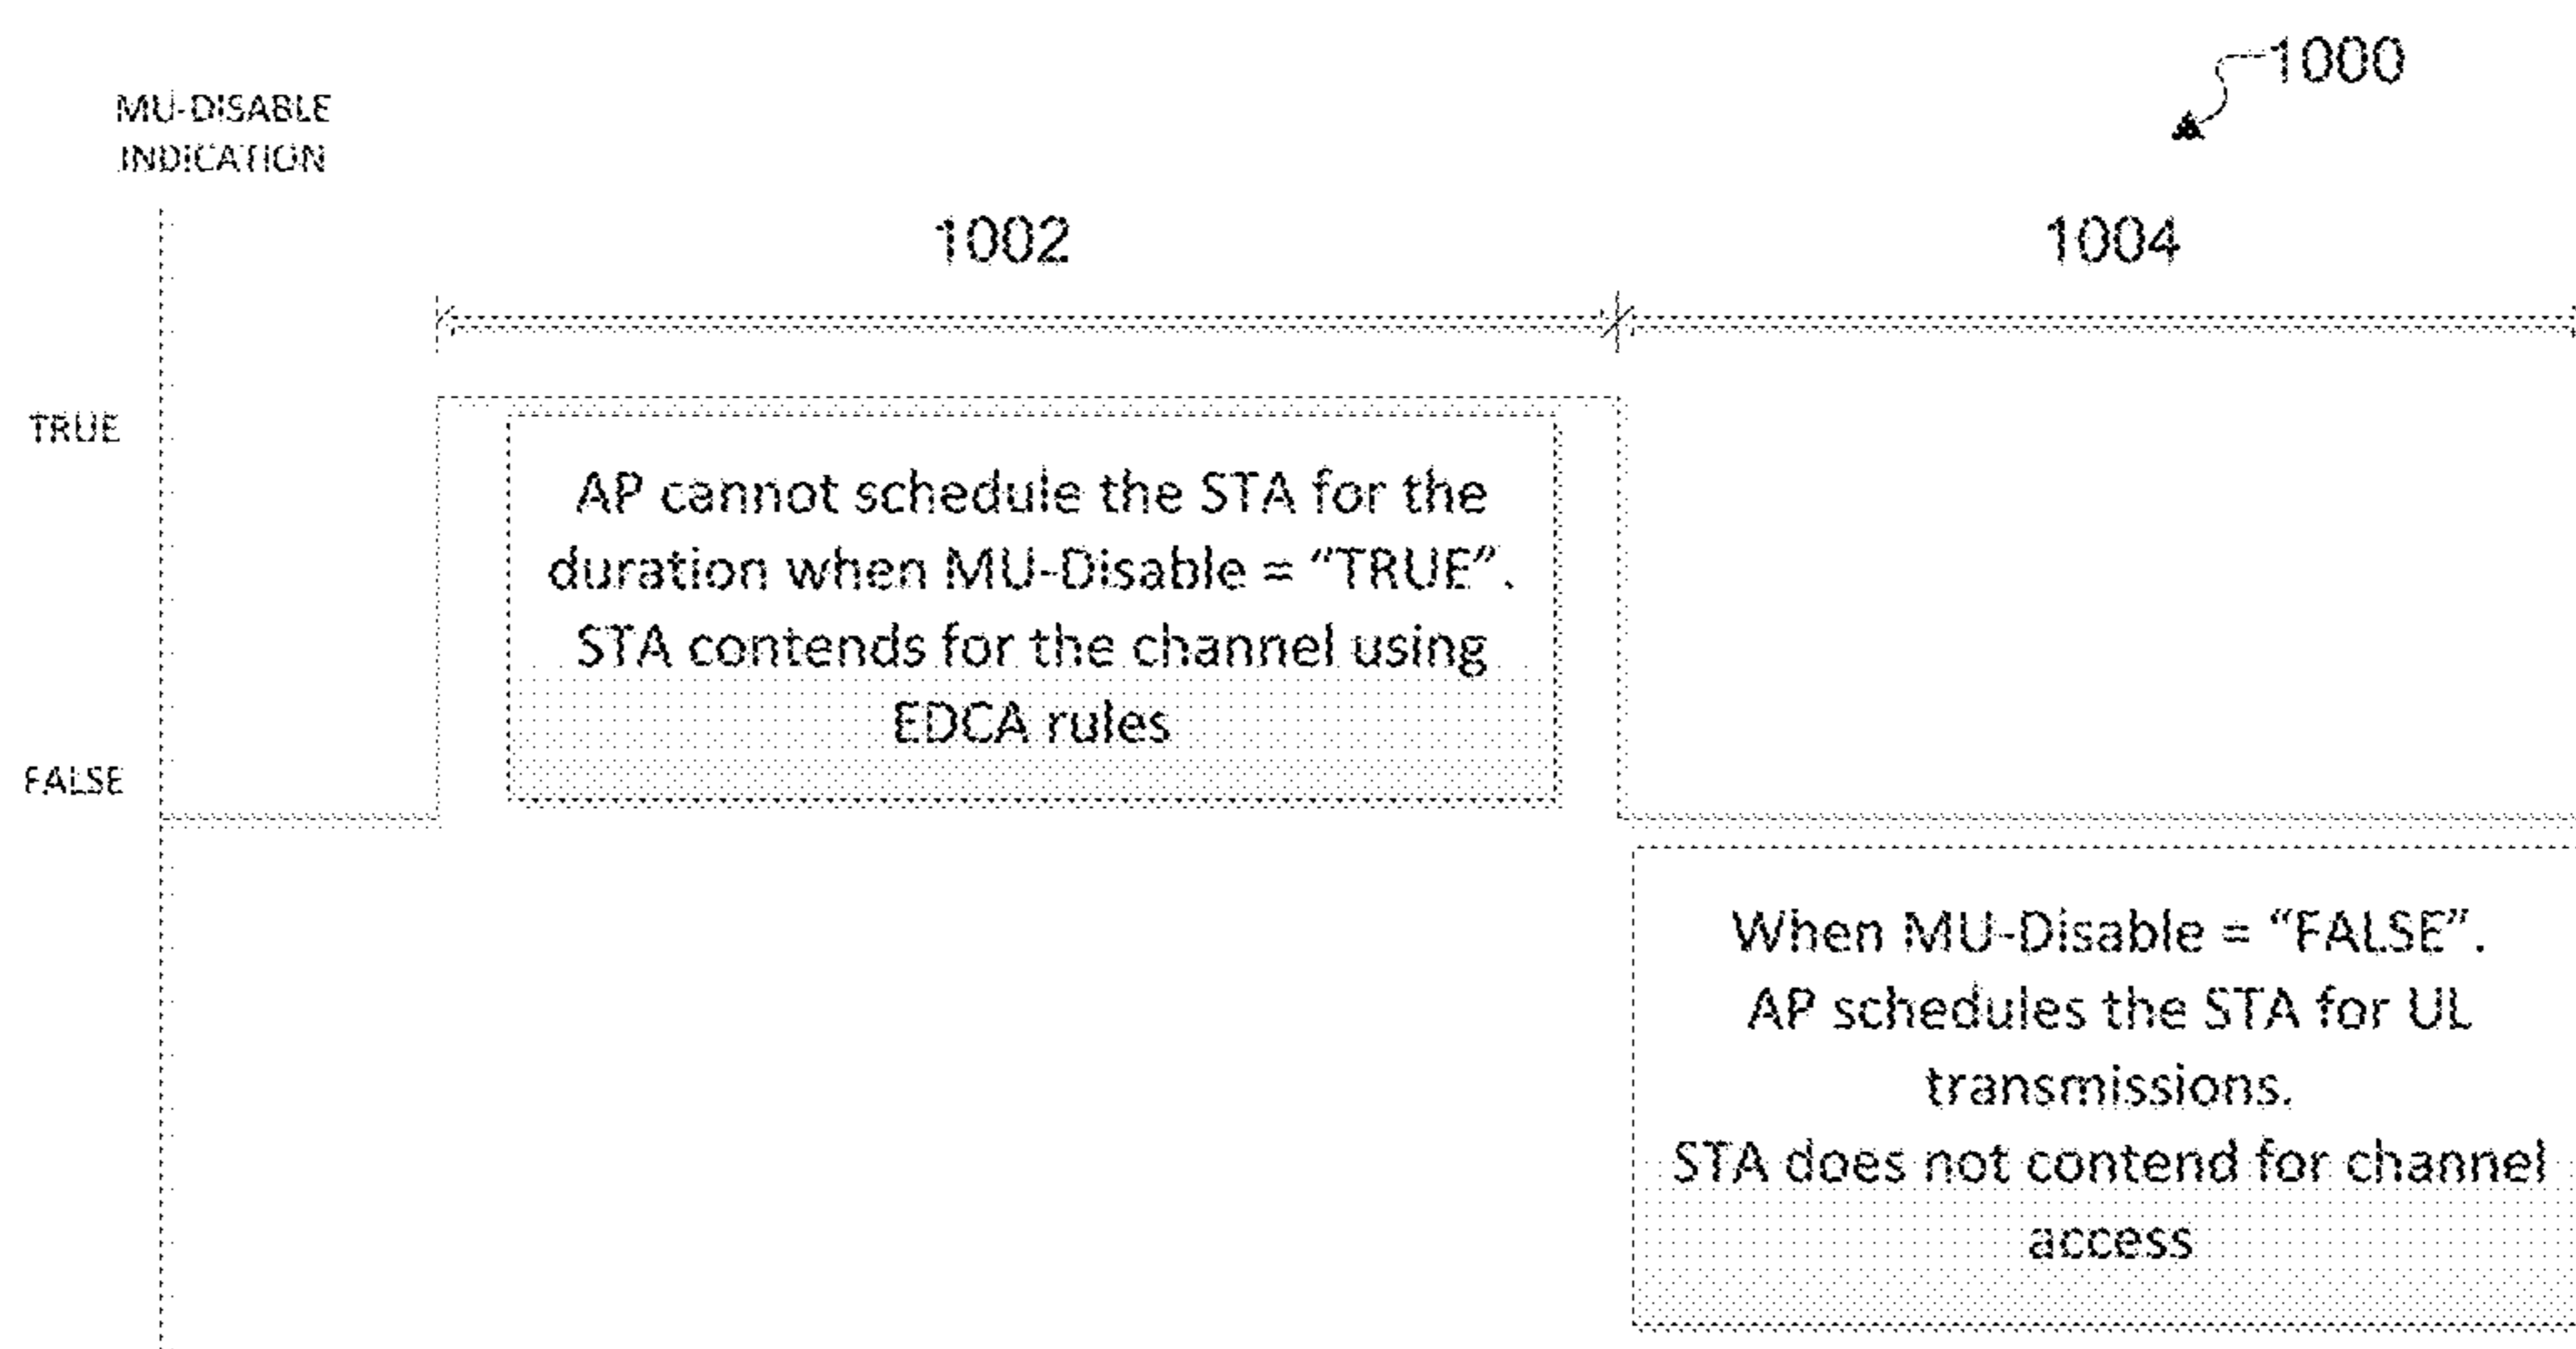 1000
MU-DISABLE
INDICATION
1002
1004
TRUE
AP cannot schedule the STA for the
duration when MU-Disable = “TRUE”.
STA contends for the channel using
EDCA rules
FALSE
When MU-Disable = “FALSE”.
AP schedules the STA for UL
transmissions.
STA does not contend for channel
access